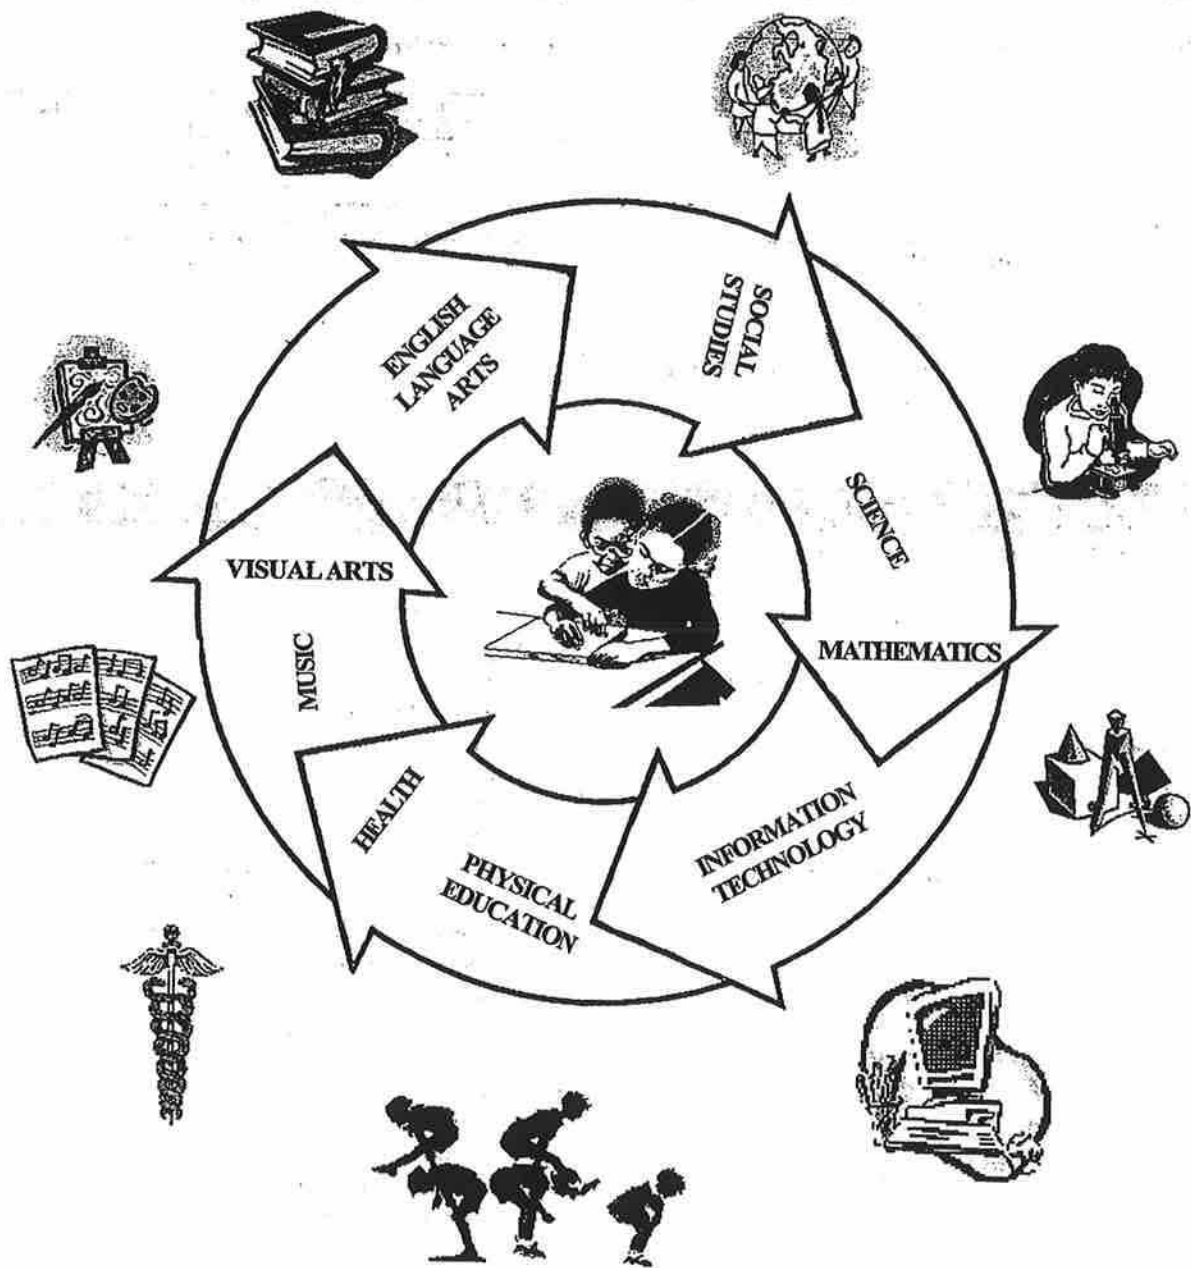 ENGLISH
LANGUAGE
ARTS
SOCIAL
STUDIES
SCIENCE
MATHEMATICS
INFORMATION
TECHNOLOGY
PHYSICAL
EDUCATION
HEALTH
MUSIC
VISUAL ARTS